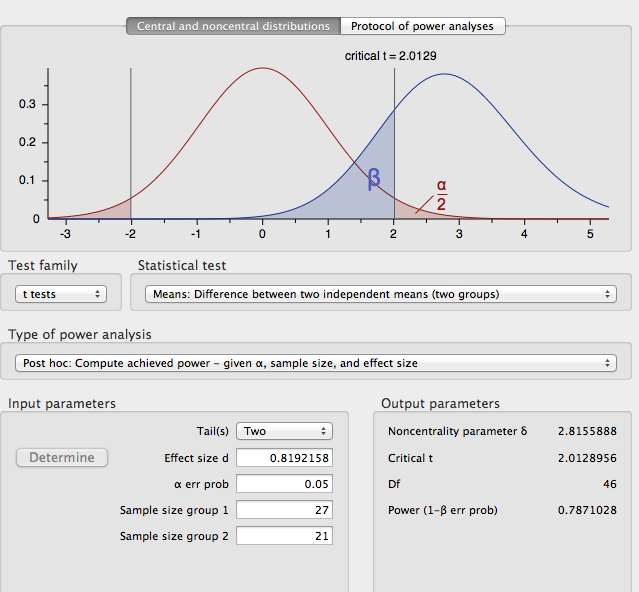 Central and noncentral distributions Protocol of power analyses
critical t = 2.0129
0.3
0.2
0.1
0
β
α
2
-3 -2 -1 0 1 2 3 4 5
Test family Statistical test
t tests Means: Difference between two independent means (two groups)
Type of power analysis
Post hoc: Compute achieved power – given α, sample size, and effect size
Input parameters Output parameters
Tail(s) Two Noncentrality parameter δ 2.8155888
Determine Effect size d 0.8192158 Critical t 2.0128956
α err prob 0.05 Df 46
Sample size group 1 27 Power (1-β err prob) 0.7871028
Sample size group 2 21